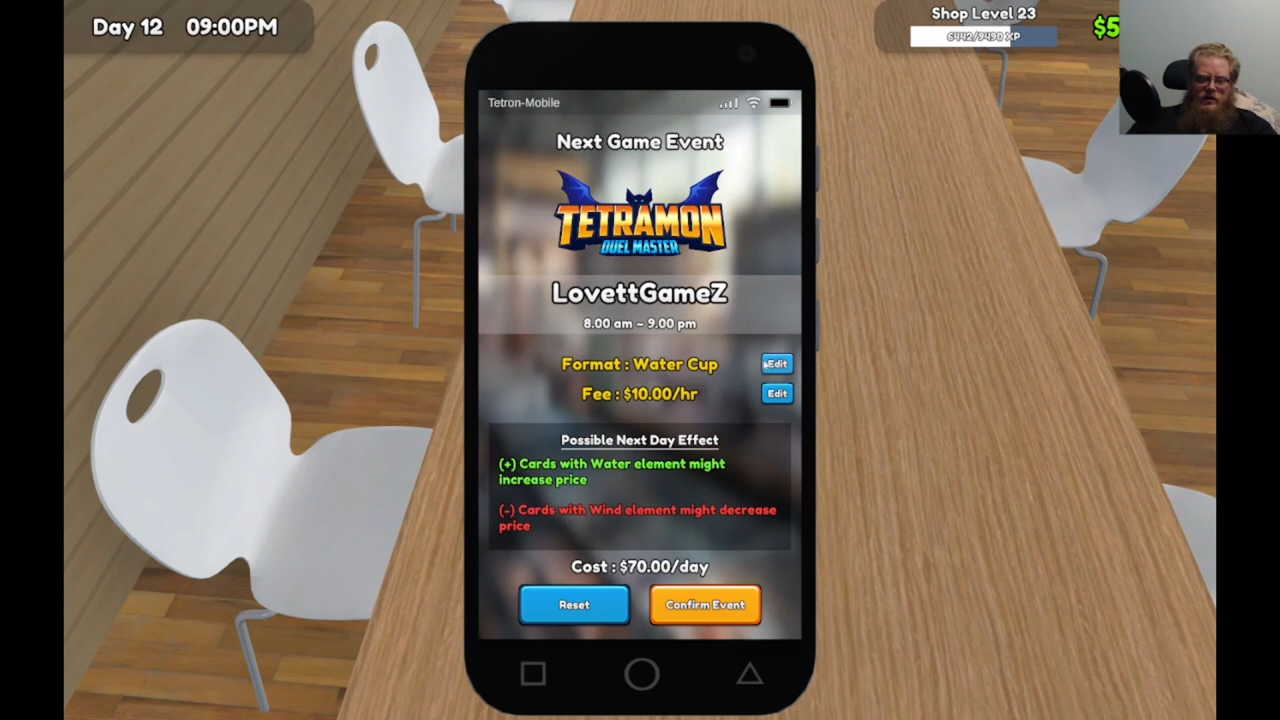 Day 12 09:00PM
Shop Level 23
6442/9490 XP
$5
Tetron-Mobile
Next Game Event
TETRAMON
DUEL MASTER
LovettGameZ
8.00 am ~ 9.00 pm
Format : Water Cup
Edit
Fee : $10.00/hr
Edit
Possible Next Day Effect
(+) Cards with Water element might
increase price
(-) Cards with Wind element might decrease
price
Cost : $70.00/day
Reset
Confirm Event